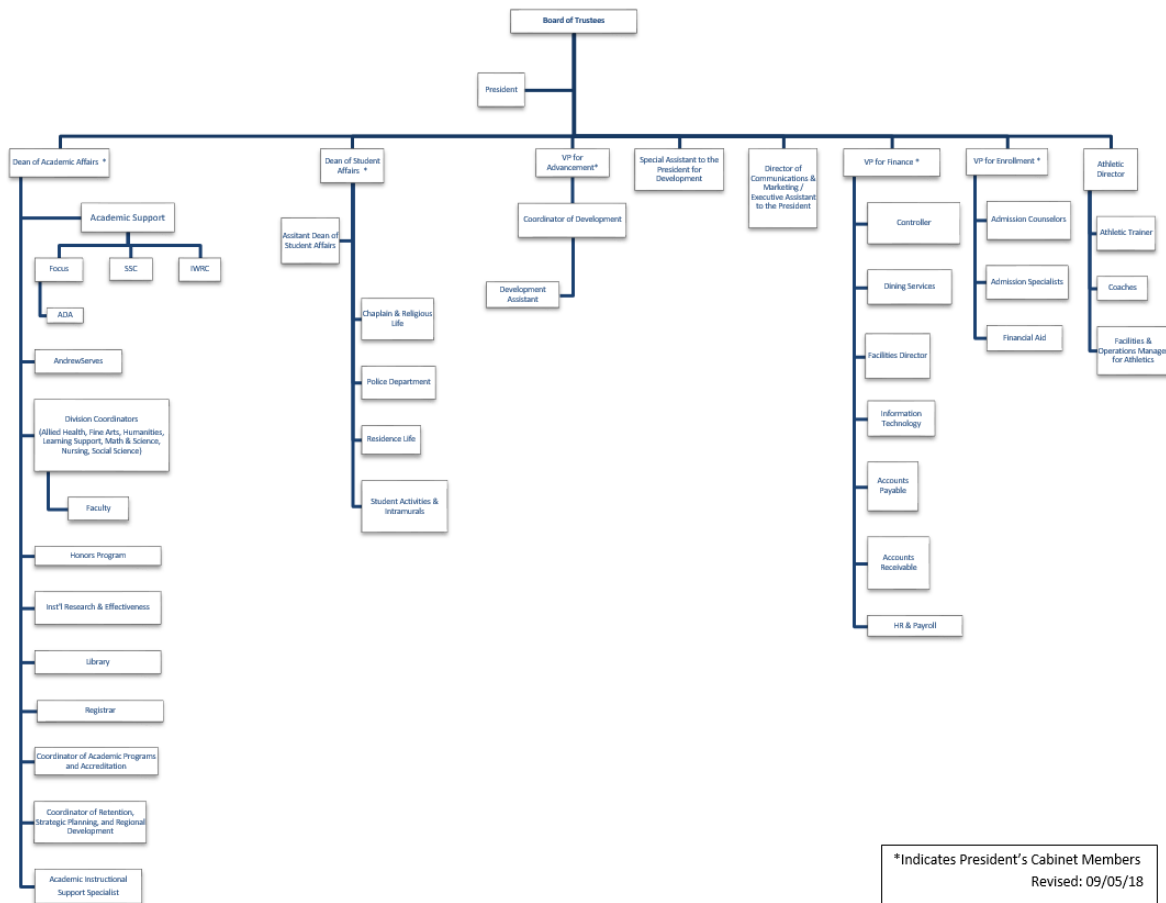 Board of Trustees
President
Dean of Academic Affairs *
Dean of Student
Affairs *
VP for
Advancement*
Special Assistant to the
President for
Development
Director of
Communications &
Marketing /
Executive Assistant
to the President
VP for Finance *
VP for Enrollment *
Athletic
Director
Academic Support
Focus
SSC
IWRC
ADA
AndrewServes
Division Coordinators
(Allied Health, Fine Arts, Humanities,
Learning Support, Math & Science,
Nursing, Social Science)
Faculty
Honors Program
Inst'l Research & Effectiveness
Library
Registrar
Coordinator of Academic Programs
and Accreditation
Coordinator of Retention,
Strategic Planning, and Regional
Development
Academic Instructional
Support Specialist
Assitant Dean of
Student Affairs
Chaplain & Religious
Life
Police Department
Residence Life
Student Activities &
Intramurals
Coordinator of Development
Development
Assistant
Controller
Dining Services
Facilities Director
Information
Technology
Accounts
Payable
Accounts
Receivable
HR & Payroll
Admission Counselors
Admission Specialists
Financial Aid
Athletic Trainer
Coaches
Facilities &
Operations Manage
for Athletics
*Indicates President's Cabinet Members
Revised: 09/05/18